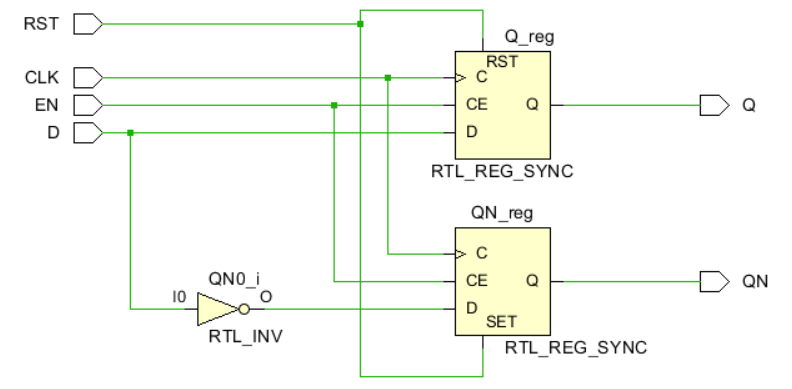 RST
Q_reg
RST
CLK
C
EN
CE
Q
Q
D
D
RTL_REG_SYNC
QN_reg
C
QN0_i
CE
Q
QN
I0
O
D
SET
RTL_INV
RTL_REG_SYNC